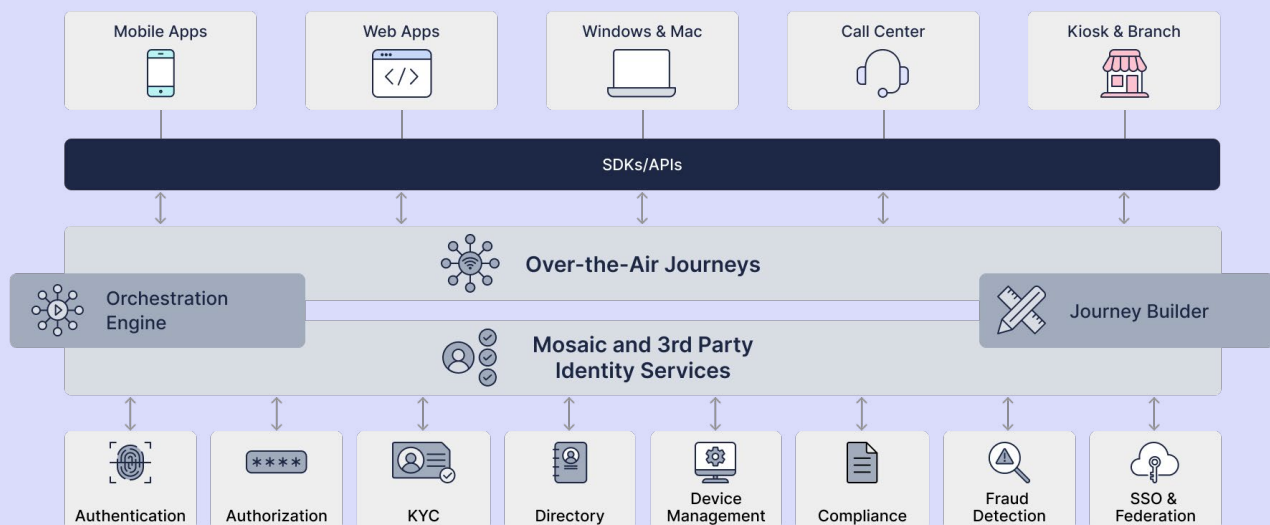 Mobile Apps
Web Apps
Windows & Mac
Call Center
Kiosk & Branch
</>
SDKs/APIs
Over-the-Air Journeys
Orchestration
Engine
Journey Builder
Mosaic and 3rd Party
Identity Services
****
Authentication
Authorization
KYC
Directory
Device
Management
Compliance
Fraud
Detection
SSO &
Federation